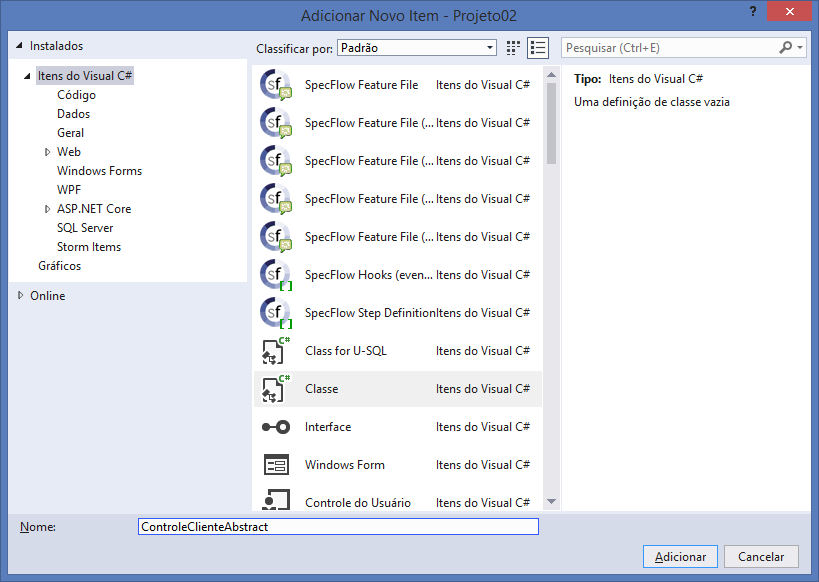 Adicionar Novo Item - Projeto02
?
Instalados
Classificar por: Padrão
Pesquisar (Ctrl+E)
Itens do Visual C#
Código
Dados
Geral
Web
Windows Forms
WPF
ASP.NET Core
SQL Server
Storm Items
Gráficos
Online
SpecFlow Feature File Itens do Visual C#
SpecFlow Feature File (... Itens do Visual C#
SpecFlow Feature File (... Itens do Visual C#
SpecFlow Feature File (... Itens do Visual C#
SpecFlow Feature File (... Itens do Visual C#
SpecFlow Hooks (even... Itens do Visual C#
SpecFlow Step Definition Itens do Visual C#
Class for U-SQL Itens do Visual C#
Classe Itens do Visual C#
Interface Itens do Visual C#
Windows Form Itens do Visual C#
Controle do Usuário Itens do Visual C#
Tipo: Itens do Visual C#
Uma definição de classe vazia
Nome: ControleClienteAbstract
Adicionar Cancelar